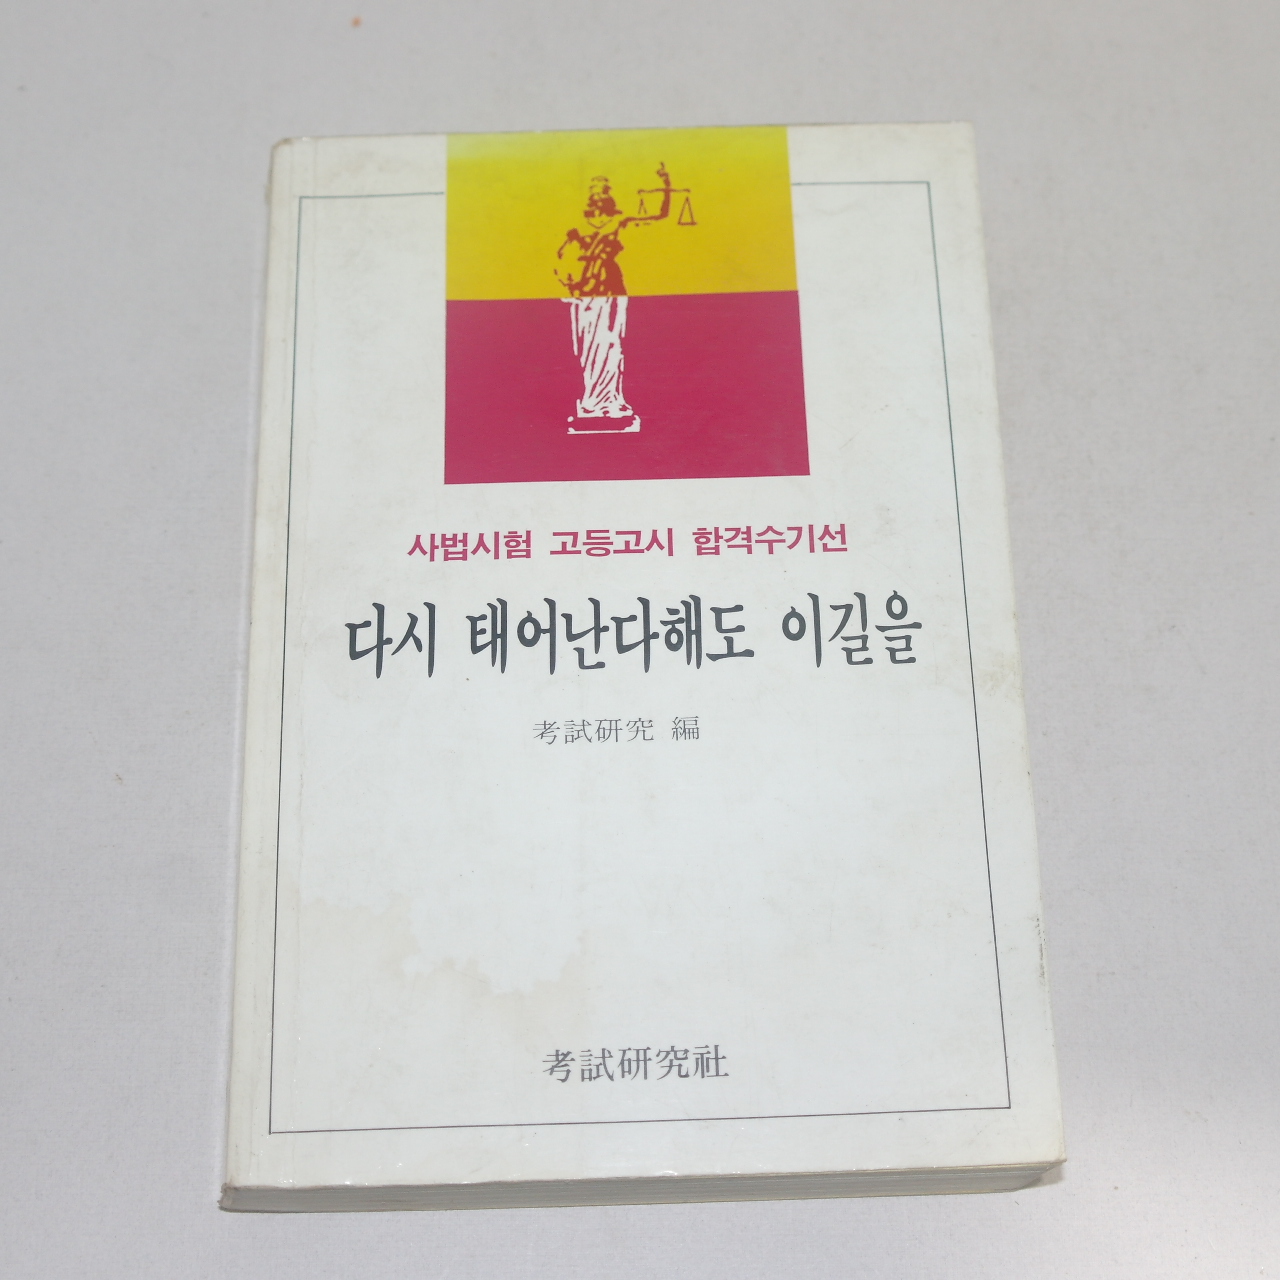 사법시험 고등고시 합격수기선
다시 태어난다해도 이길을
考試研究 編
考試研究社